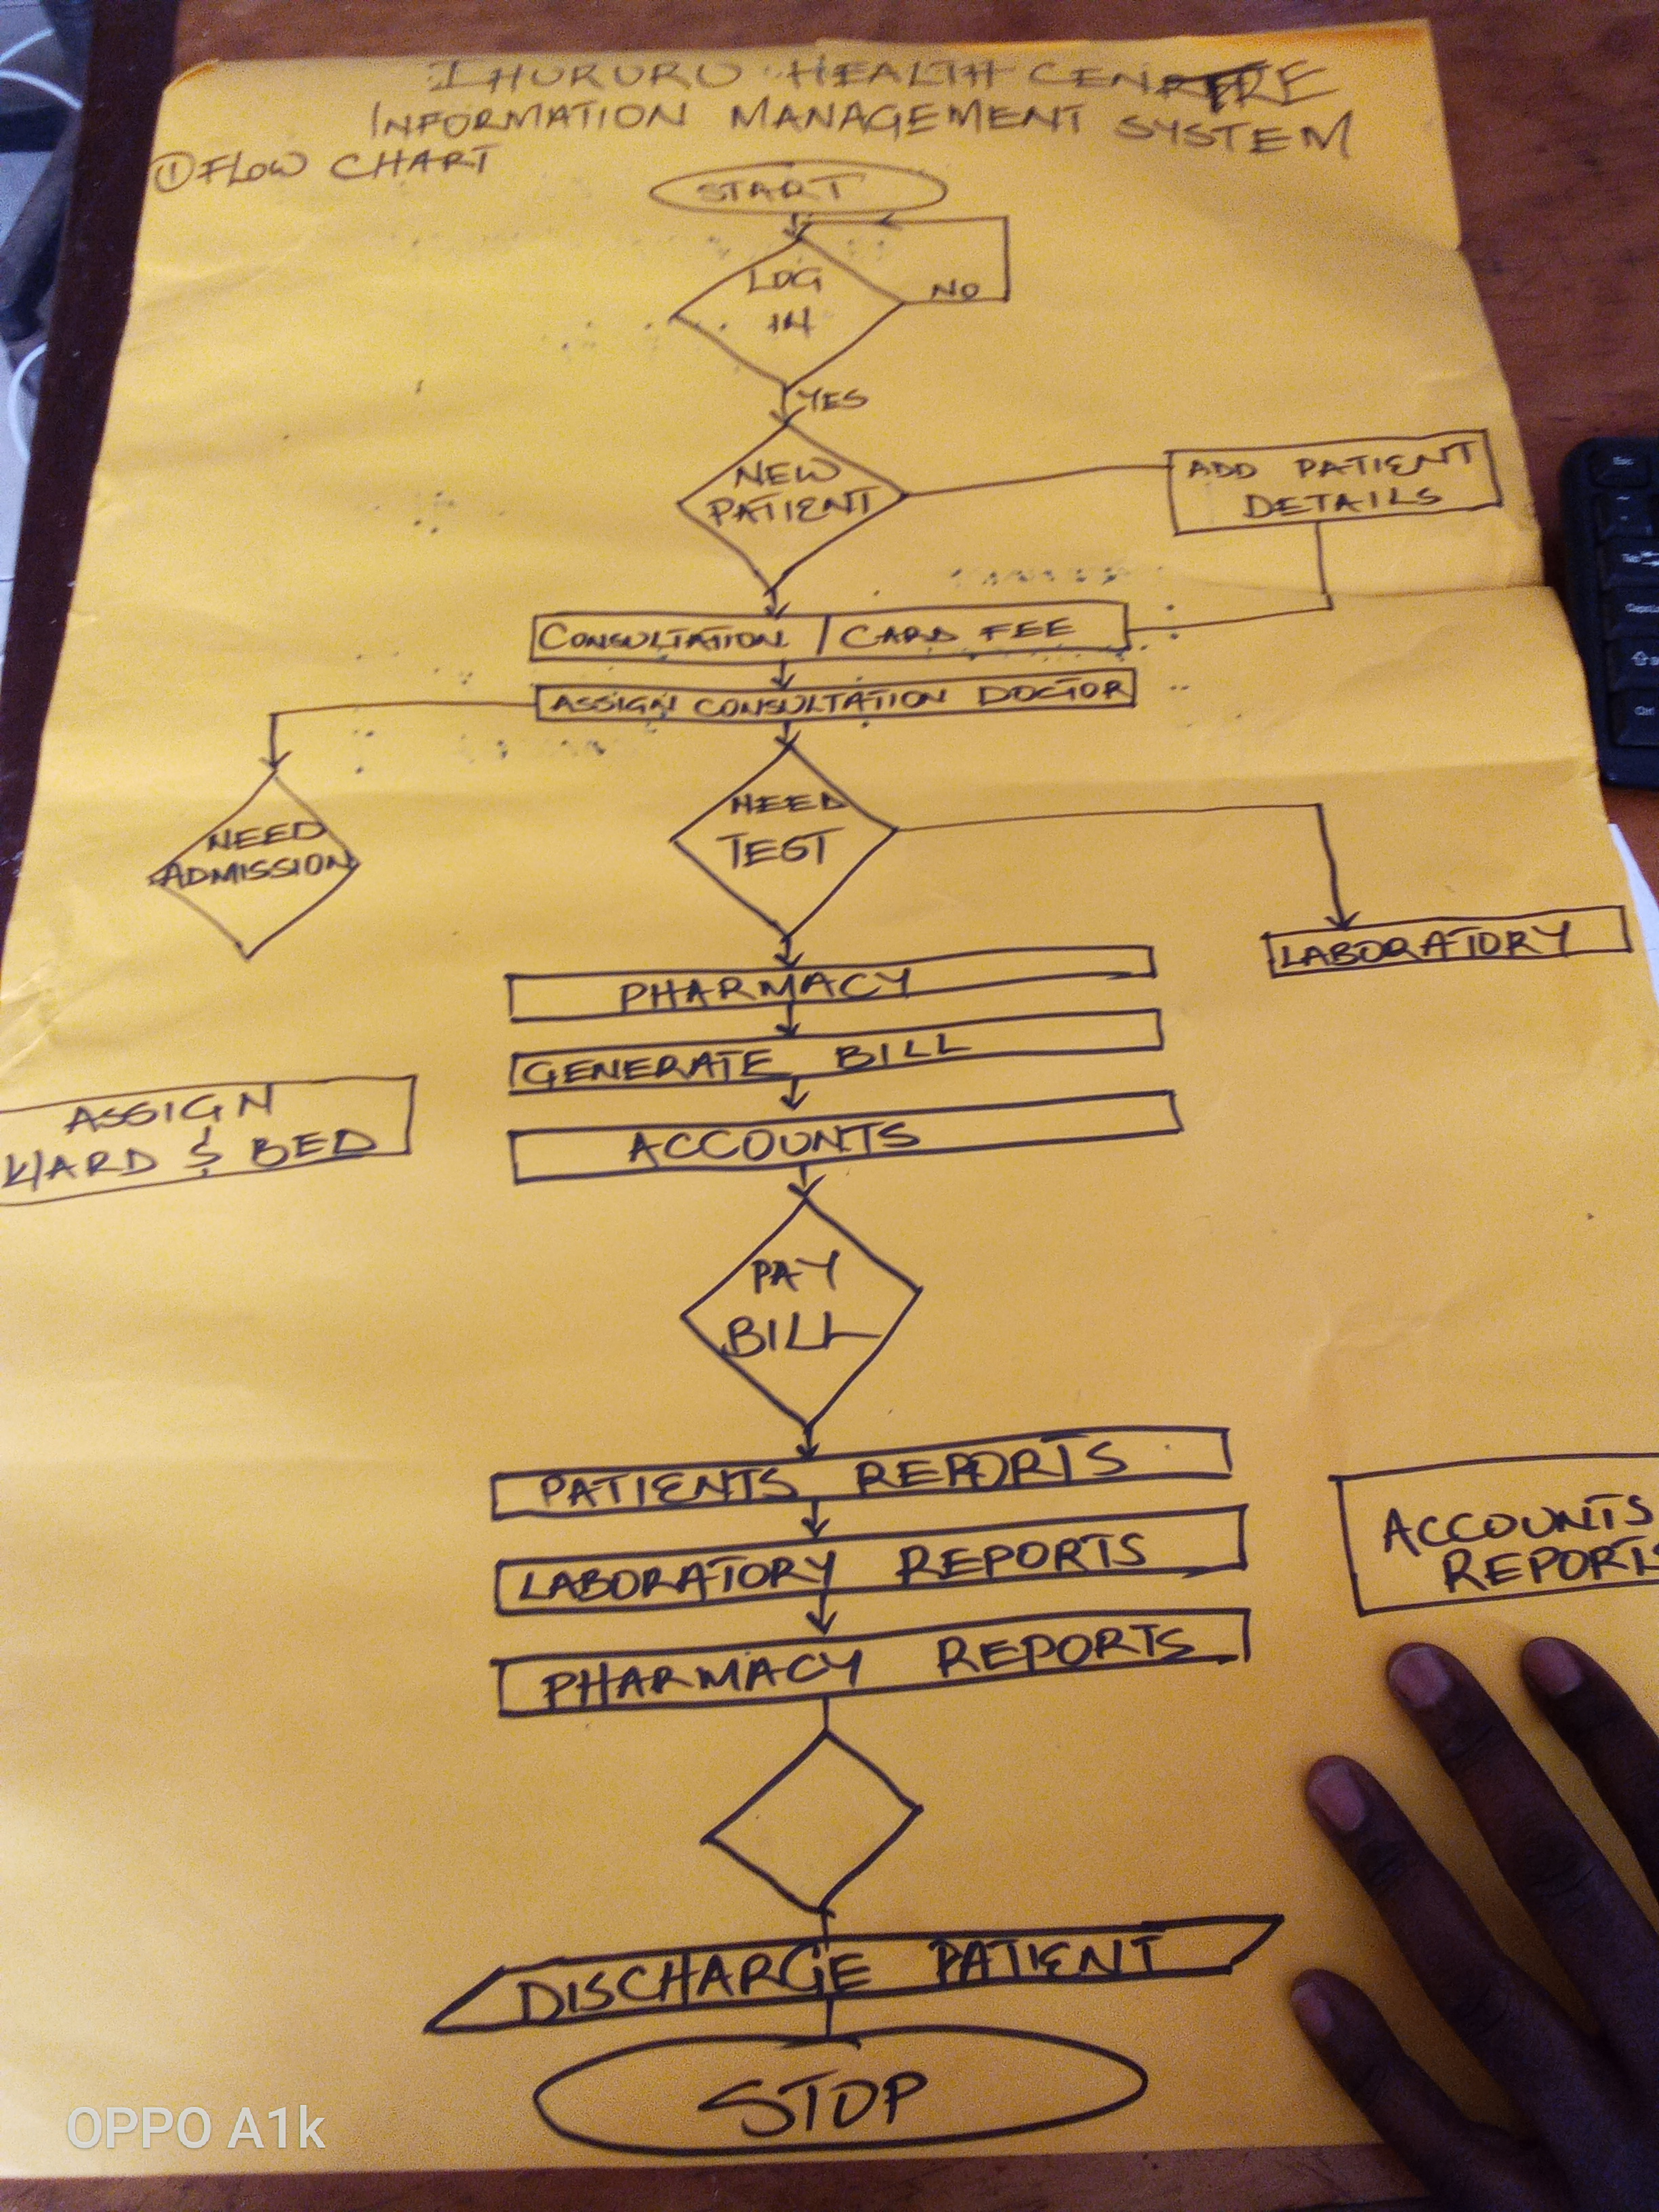 IHURURU HEALTH CENTRE
INFORMATION MANAGEMENT SYSTEM
① FLOW CHART
START
LOG
IN
NO
YES
NEW
PATIENT
ADD PATIENT
DETAILS
CONSULTATION / CARD FEE
ASSIGN CONSULTATION DOCTOR
NEED
ADMISSION
NEED
TEST
LABORATORY
PHARMACY
GENERATE BILL
ASSIGN
WARD & BED
ACCOUNTS
PAY
BILL
PATIENTS REPORTS
ACCOUNTS
REPORTS
LABORATORY REPORTS
PHARMACY REPORTS
DISCHARGE PATIENT
STOP
OPPO A1k